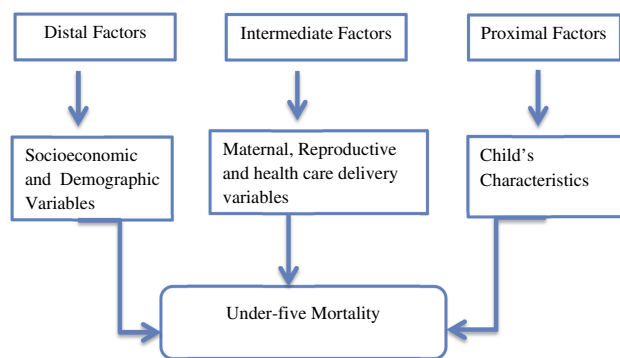 Distal Factors
Intermediate Factors
Proximal Factors
Socioeconomic
and Demographic
Variables
Maternal, Reproductive
and health care delivery
variables
Child's
Characteristics
Under-five Mortality